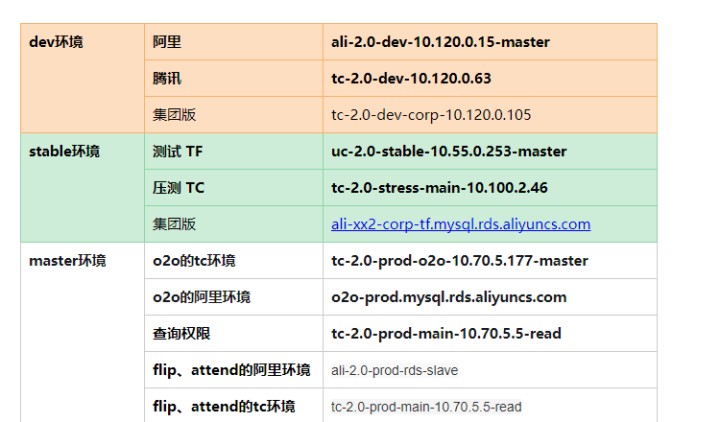 dev环境 阿里 ali-2.0-dev-10.120.0.15-master
腾讯 tc-2.0-dev-10.120.0.63
集团版 tc-2.0-dev-corp-10.120.0.105
stable环境 测试 TF uc-2.0-stable-10.55.0.253-master
压测 TC tc-2.0-stress-main-10.100.2.46
集团版 ali-xx2-corp-tf.mysql.rds.aliyuncs.com
master环境 o2o的tc环境 tc-2.0-prod-o2o-10.70.5.177-master
o2o的阿里环境 o2o-prod.mysql.rds.aliyuncs.com
查询权限 tc-2.0-prod-main-10.70.5.5-read
flip、attend的阿里环境 ali-2.0-prod-rds-slave
flip、attend的tc环境 tc-2.0-prod-main-10.70.5.5-read